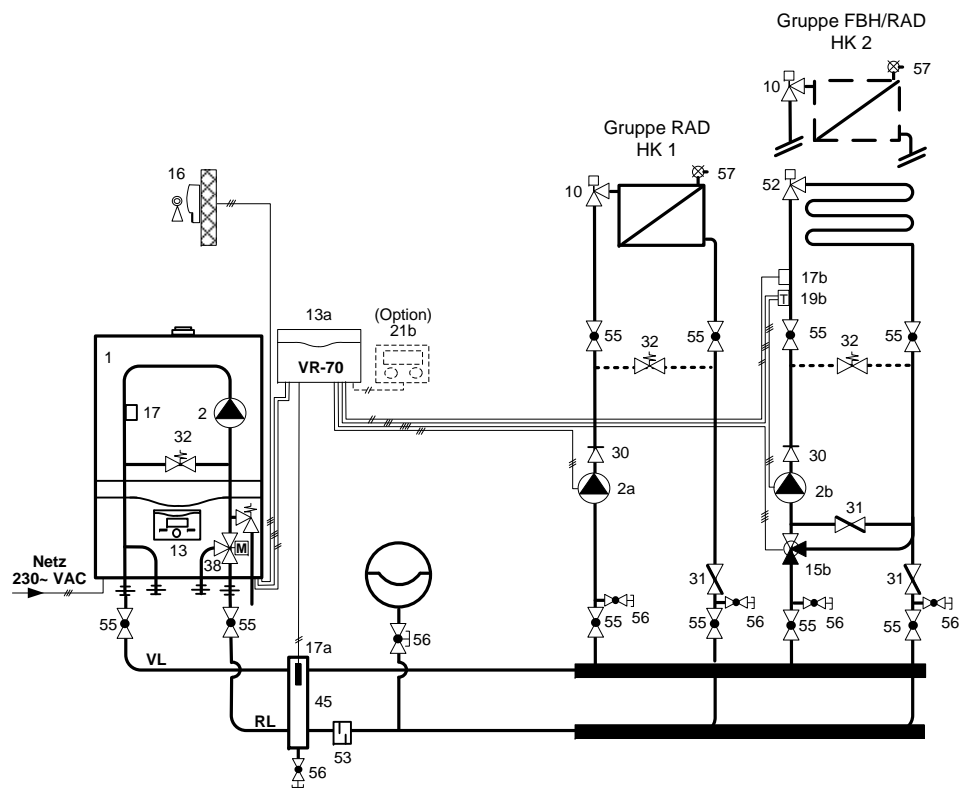 Gruppe FBH/RAD
HK 2
57
10
Gruppe RAD
HK 1
57
16
10
52
17b
19b
13a
(Option)
21b
VR-70
1
55
32
55
55
32
55
17
2
32
30
30
2a
2b
31
13
M
38
15b
Netz
230~ VAC
31
31
56
56
56
56
55
55
55
55
55
55
56
17a
VL
45
RL
53
56
T